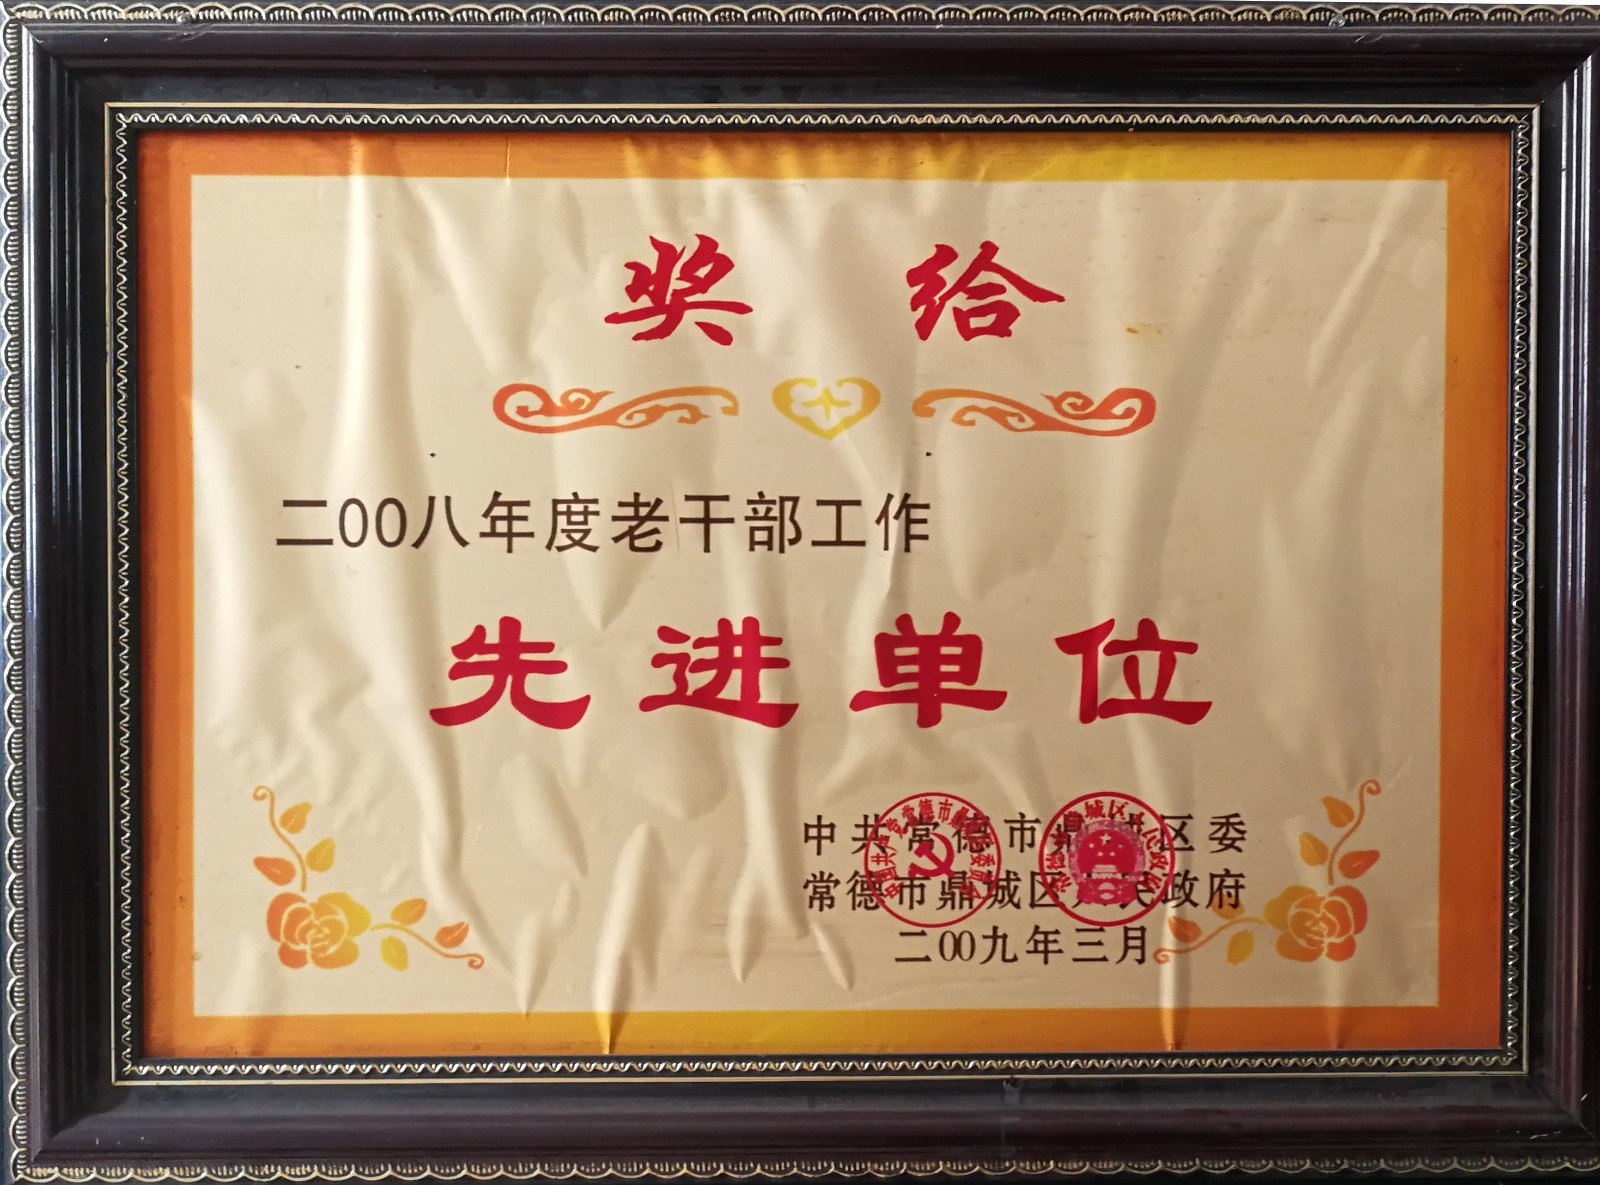 奖给
二00八年度老干部工作
先进单位
中共常德市鼎城区委
常德市鼎城区人民政府
二00九年三月